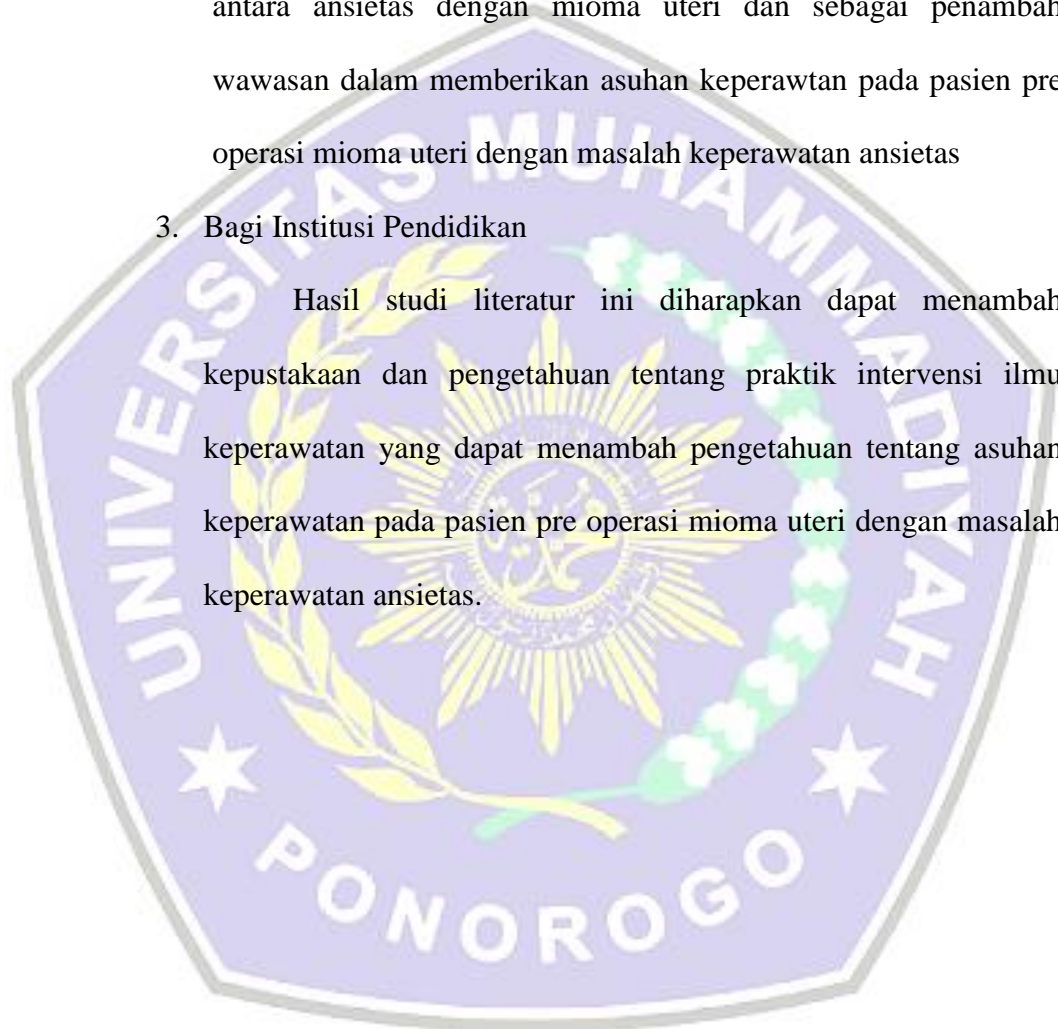 antara ansietas dengan mioma uteri dan sebagai penambah
wawasan dalam memberikan asuhan keperawtan pada pasien pre
operasi mioma uteri dengan masalah keperawatan ansietas
3. Bagi Institusi Pendidikan
Hasil studi literatur ini diharapkan dapat menambah
kepustakaan dan pengetahuan tentang praktik intervensi ilmu
keperawatan yang dapat menambah pengetahuan tentang asuhan
keperawatan pada pasien pre operasi mioma uteri dengan masalah
keperawatan ansietas.
UNIVERSITAS MUHAMMADIYAH
PONOROGO